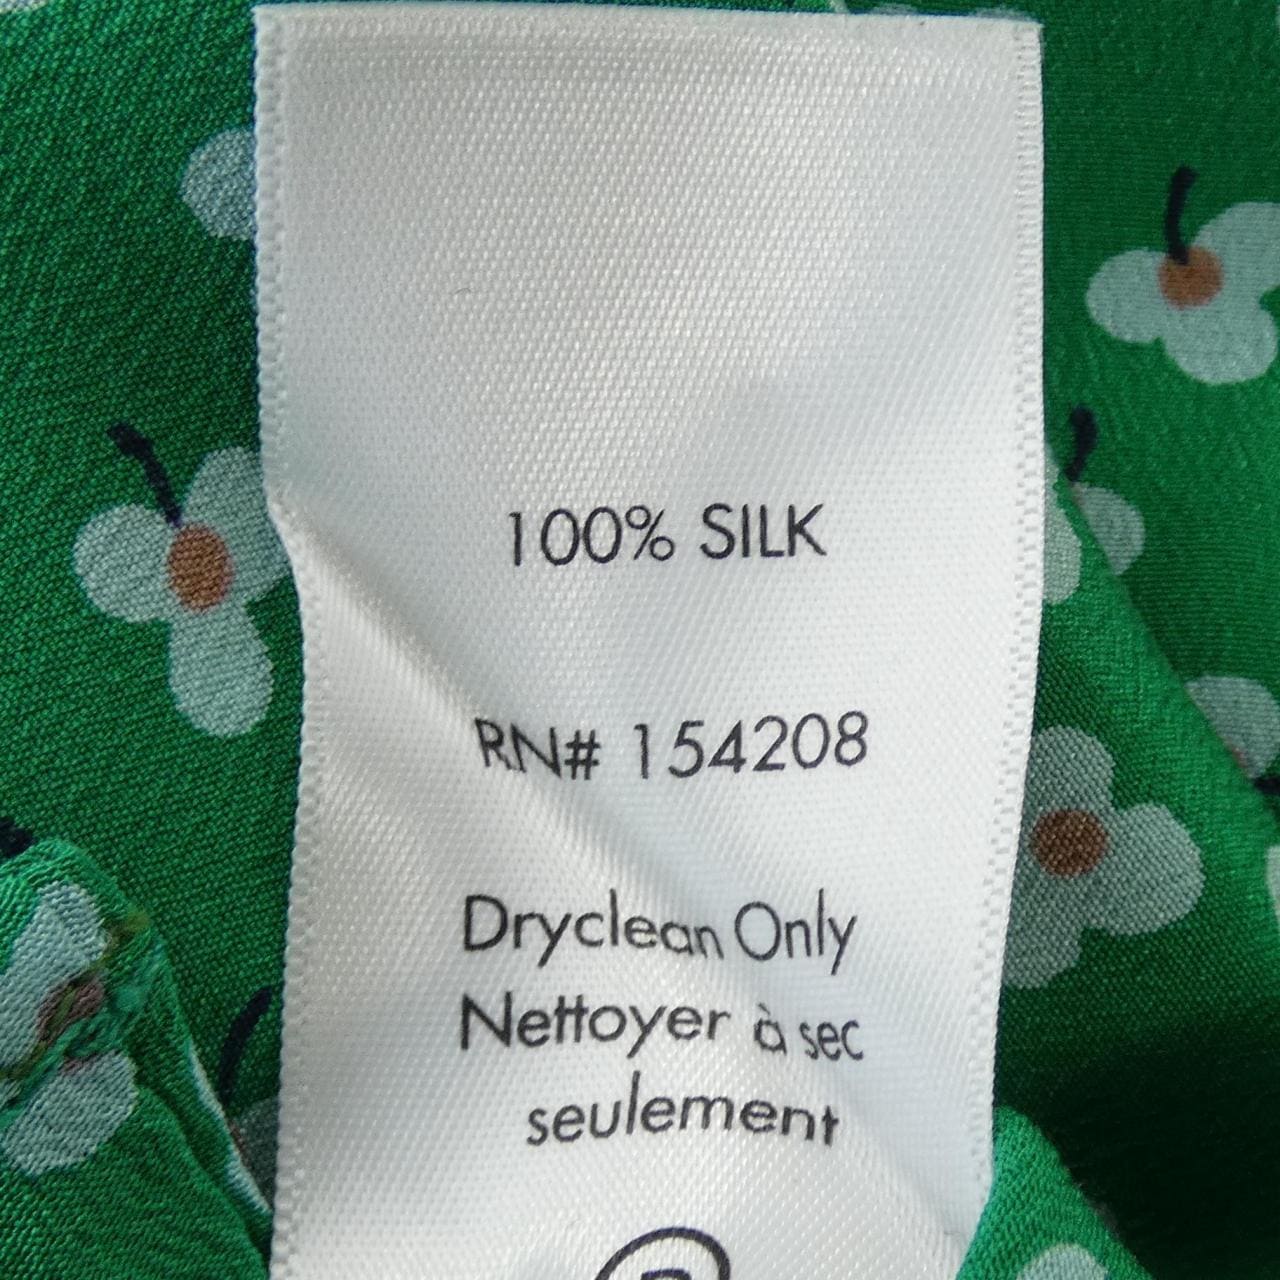 100% SILK
RN# 154208
Dryclean Only
Nettoyer à sec
seulement